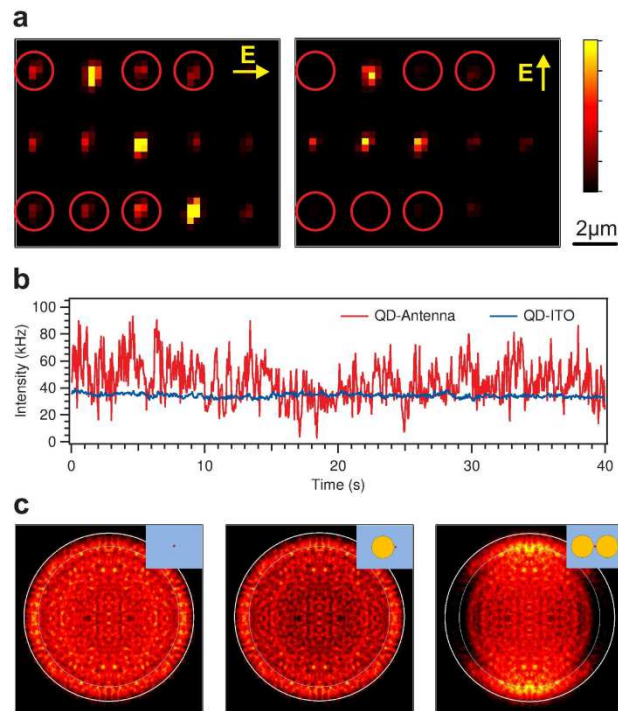 a
E
E
2μm
b
100
80
60
40
20
0
Intensity (kHz)
QD-Antenna QD-ITO
0 10 20 30 40
Time (s)
c